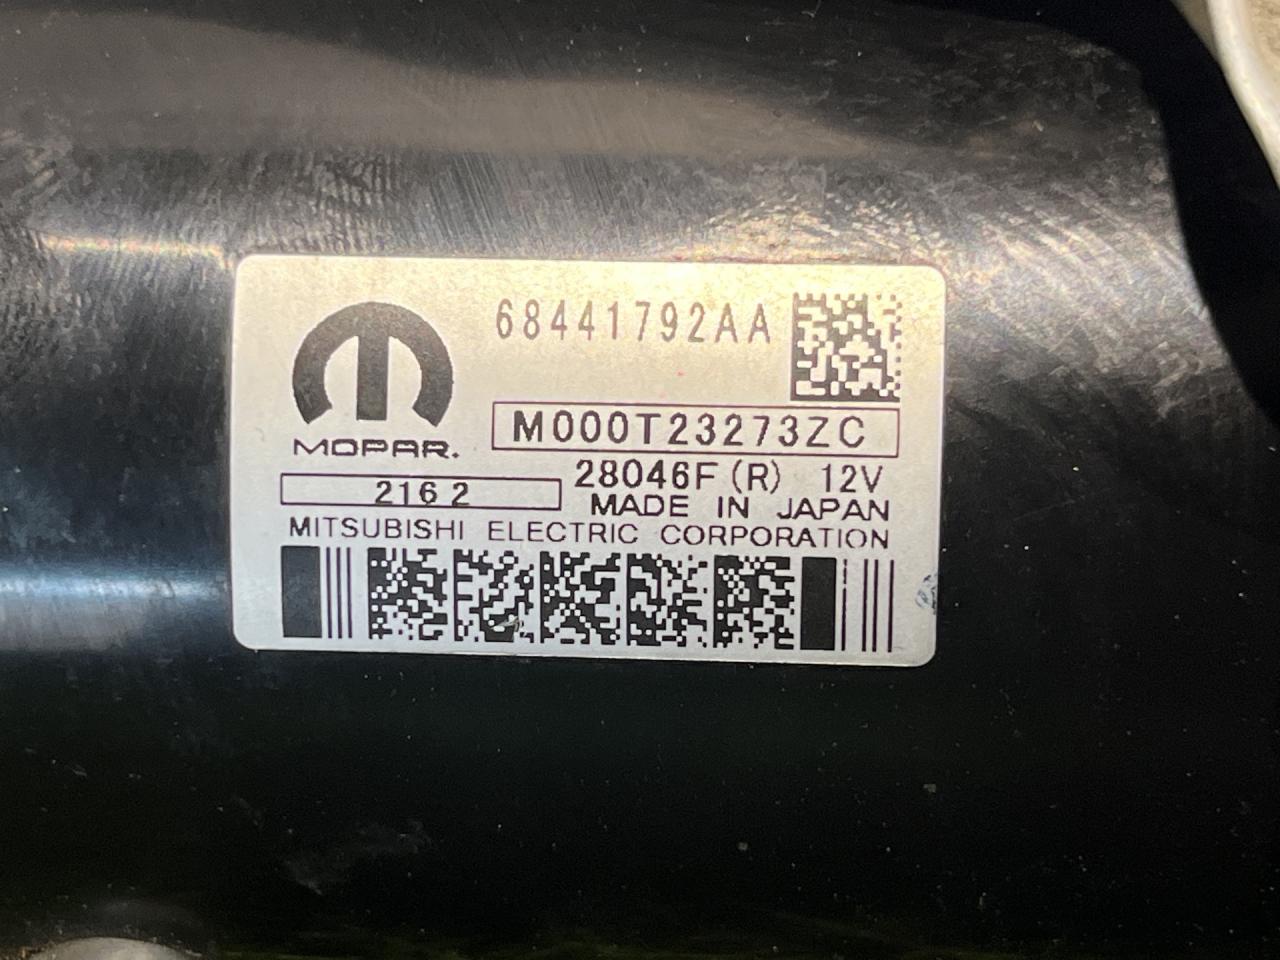 68441792AA
MOPAR.
M000T23273ZC
28046F (R) 12V
2162
MADE IN JAPAN
MITSUBISHI ELECTRIC CORPORATION